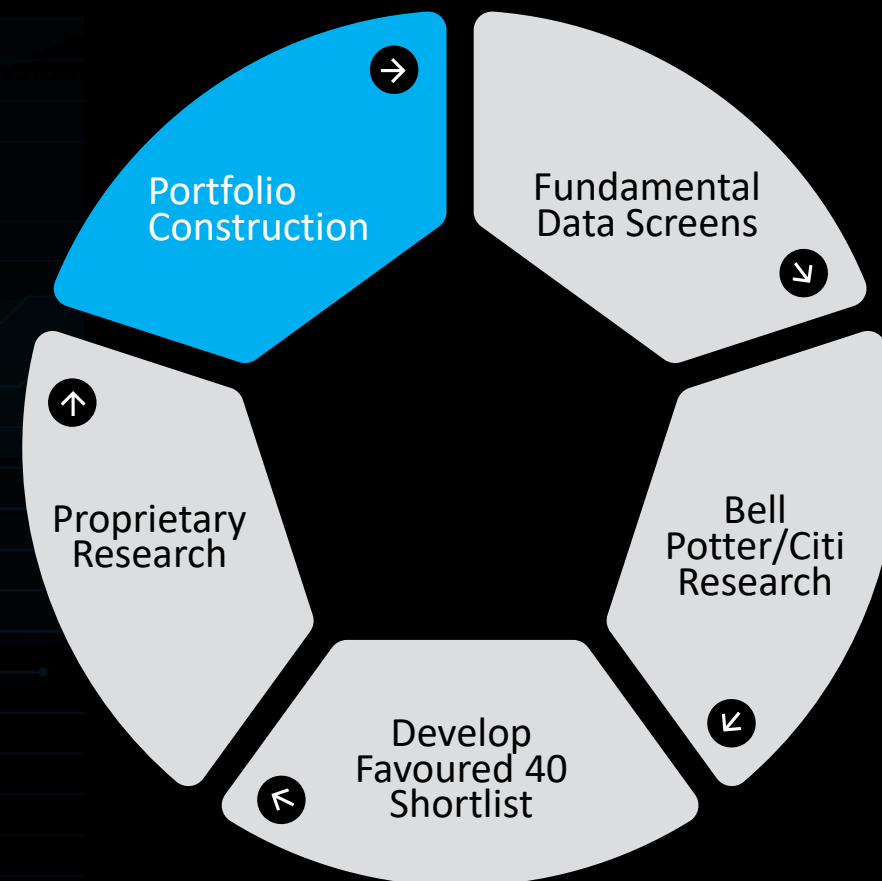 Portfolio
Construction
Fundamental
Data Screens
Bell
Potter/Citi
Research
Develop
Favoured 40
Shortlist
Proprietary
Research